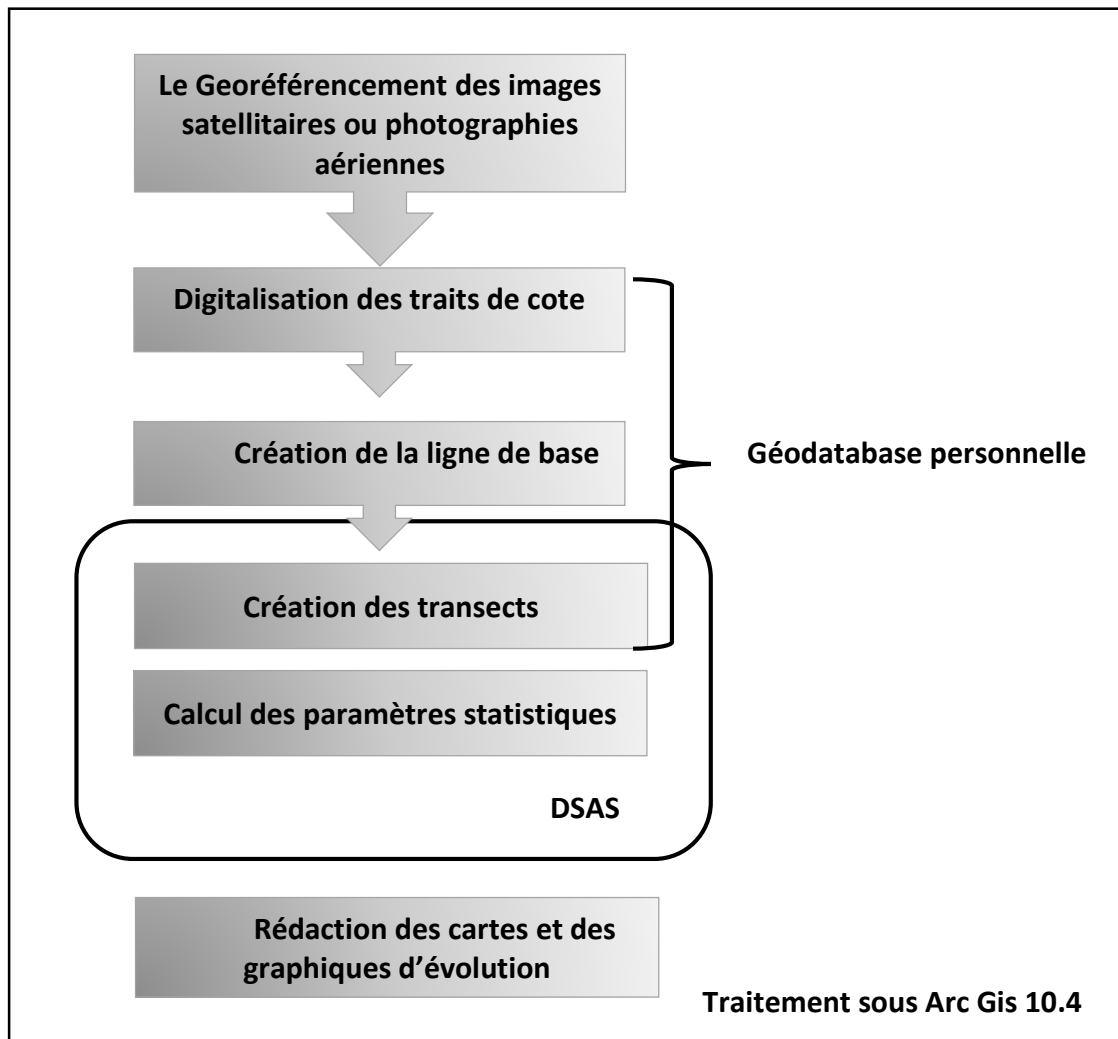 Le Georéférencement des images
satellitaires ou photographies
aériennes
Digitalisation des traits de cote
Création de la ligne de base
Géodatabase personnelle
Création des transects
Calcul des paramètres statistiques
DSAS
Rédaction des cartes et des
graphiques d’évolution
Traitement sous Arc Gis 10.4